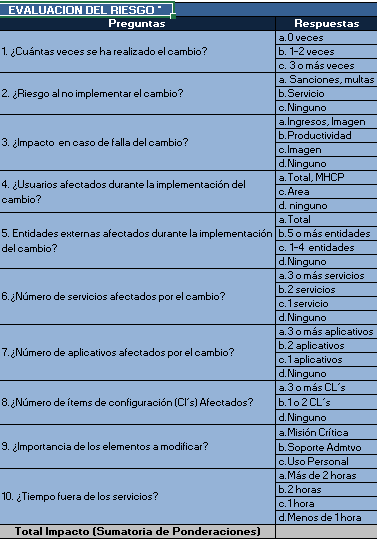 EVALUACION DEL RIESGO *
Preguntas Respuestas
1. ¿Cuántas veces se ha realizado el cambio?
a.0 veces
b. 1-2 veces
c. 3 o más veces
2. ¿Riesgo al no implementar el cambio?
a. Sanciones, multas
b.Servicio
c.Ninguno
3. ¿Impacto en caso de falla del cambio?
a.Ingresos, Imagen
b.Productividad
c.Imagen
d.Ninguno
4. ¿Usuarios afectados durante la implementación del
cambio?
a.Total, MHCP
c.Area
d. ninguno
5. Entidades externas afectados durante la implementación
del cambio?
a.Total
b.5 o más entidades
c. 1-4 entidades
d.Ninguno
6.¿Número de servicios afectados por el cambio?
a.3 o más servicios
b.2 servicios
c.1 servicio
d.Ninguno
7.¿Número de aplicativos afectados por el cambio?
a.3 o más aplicativos
b.2 aplicativos
c.1 aplicativos
d.Ninguno
8.¿Número de ítems de configuración (CI´s) Afectados?
a.3 o más CL´s
b.1 o 2 CL´s
d.Ninguno
9. ¿Importancia de los elementos a modificar?
a.Misión Crítica
b.Soporte Admtvo
c.Uso Personal
10. ¿Tiempo fuera de los servicios?
a.Más de 2 horas
b.2 horas
c.1 hora
d.Menos de 1 hora
Total Impacto (Sumatoria de Ponderaciones)